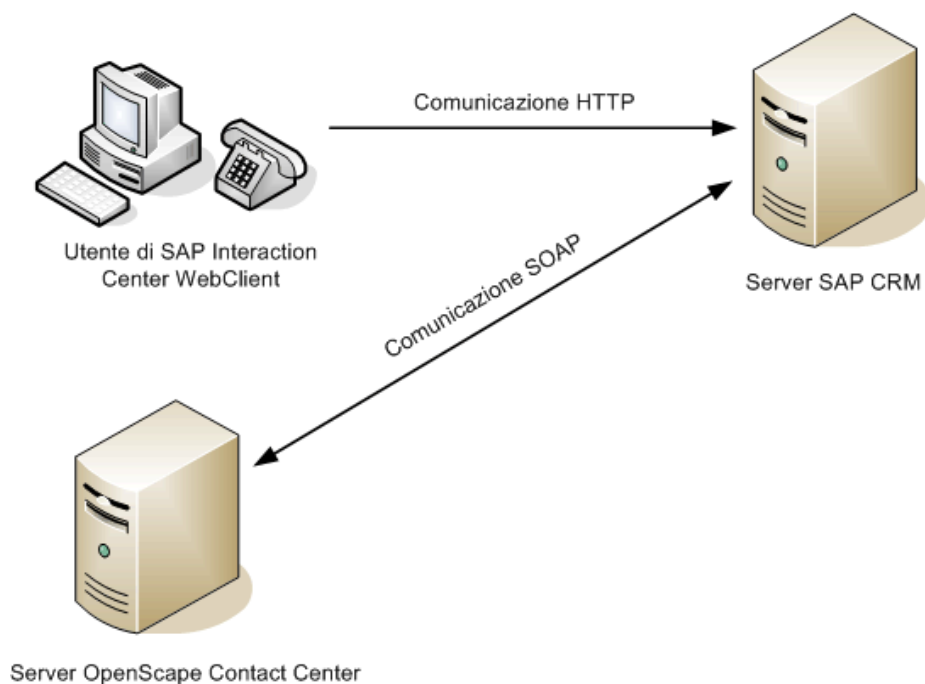 Comunicazione HTTP
Utente di SAP Interaction
Center WebClient
Comunicazione SOAP
Server SAP CRM
Server OpenScape Contact Center